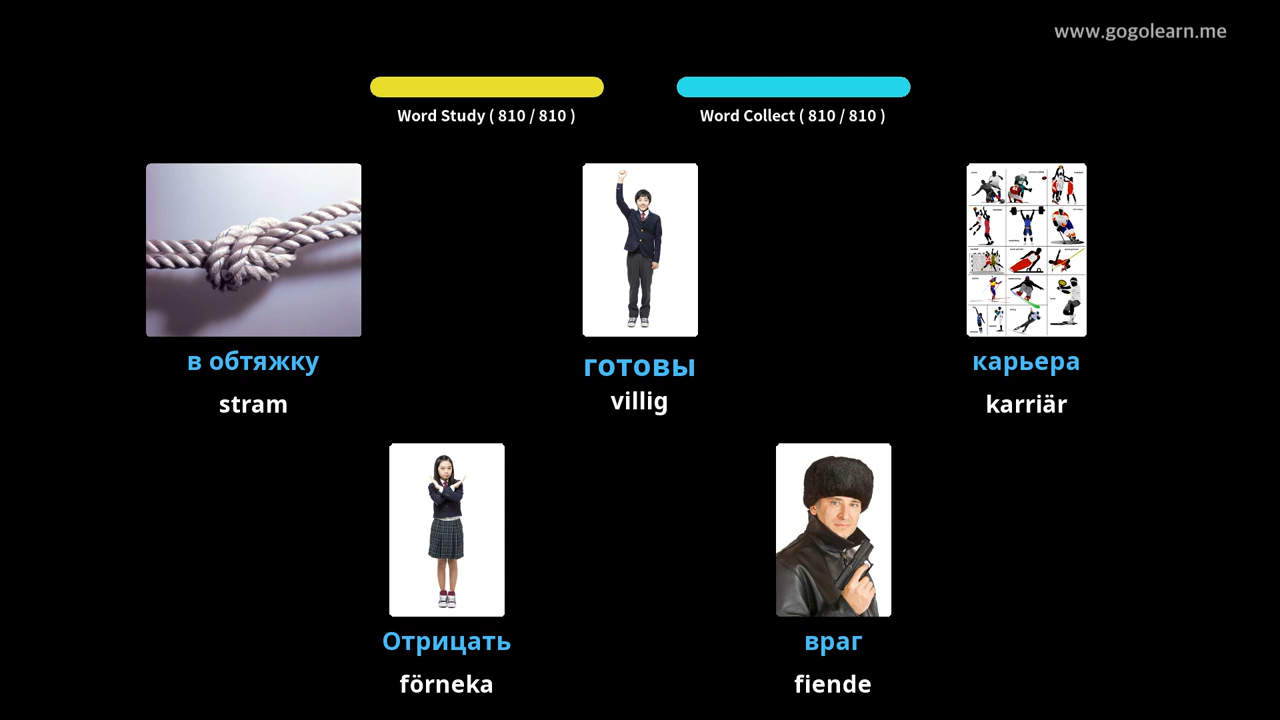 www.gogolearn.me
Word Study ( 810 / 810 )
Word Collect ( 810 / 810 )
в обтяжку
stram
готовы
villig
карьера
karriär
Отрицать
förneka
враг
fiende